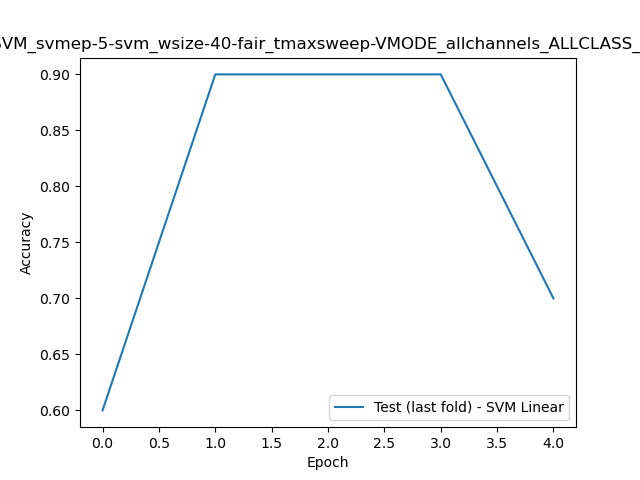 SVM_svmep-5-svm_wsize-40-fair_tmaxsweep-VMODE_allchannels_ALLCLASS_
0.90
0.85
0.80
0.75
0.70
0.65
0.60
Accuracy
Test (last fold) - SVM Linear
0.0 0.5 1.0 1.5 2.0 2.5 3.0 3.5 4.0
Epoch